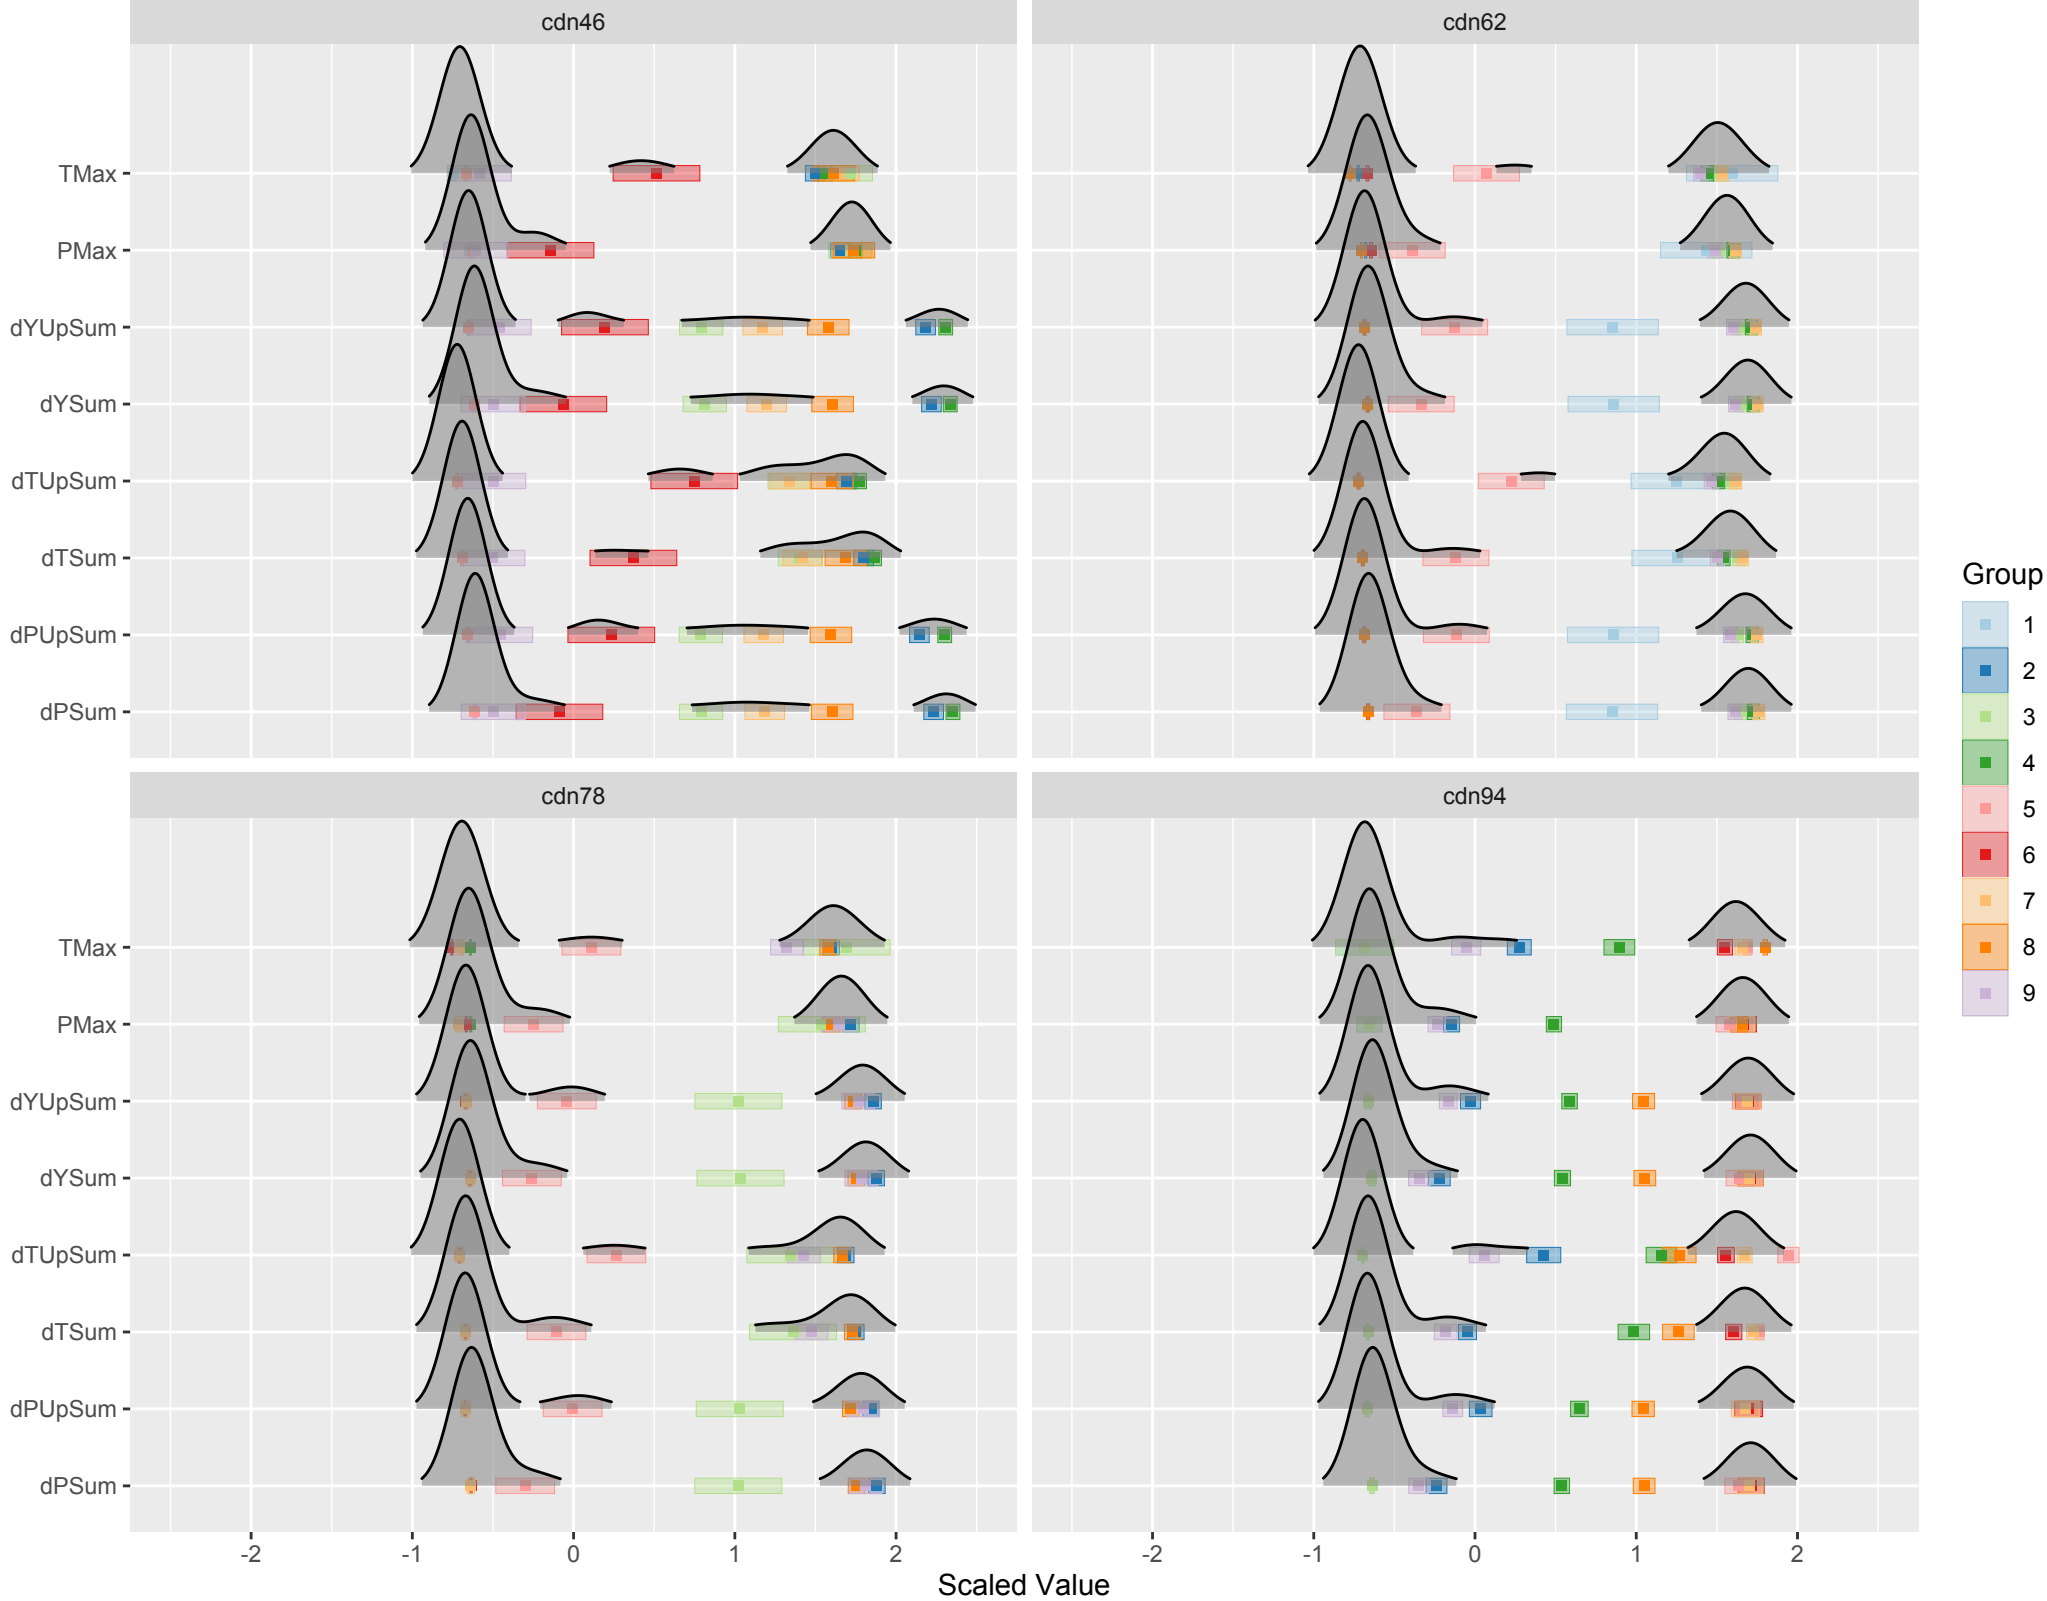 cdn46
cdn62
TMax
PMax
dYUpSum
dYSum
dTUpSum
dTSum
dPUpSum
dPSum
cdn78
cdn94
TMax
PMax
dYUpSum
dYSum
dTUpSum
dTSum
dPUpSum
dPSum
-2 -1 0 1 2
-2 -1 0 1 2
Scaled Value
Group
1
2
3
4
5
6
7
8
9